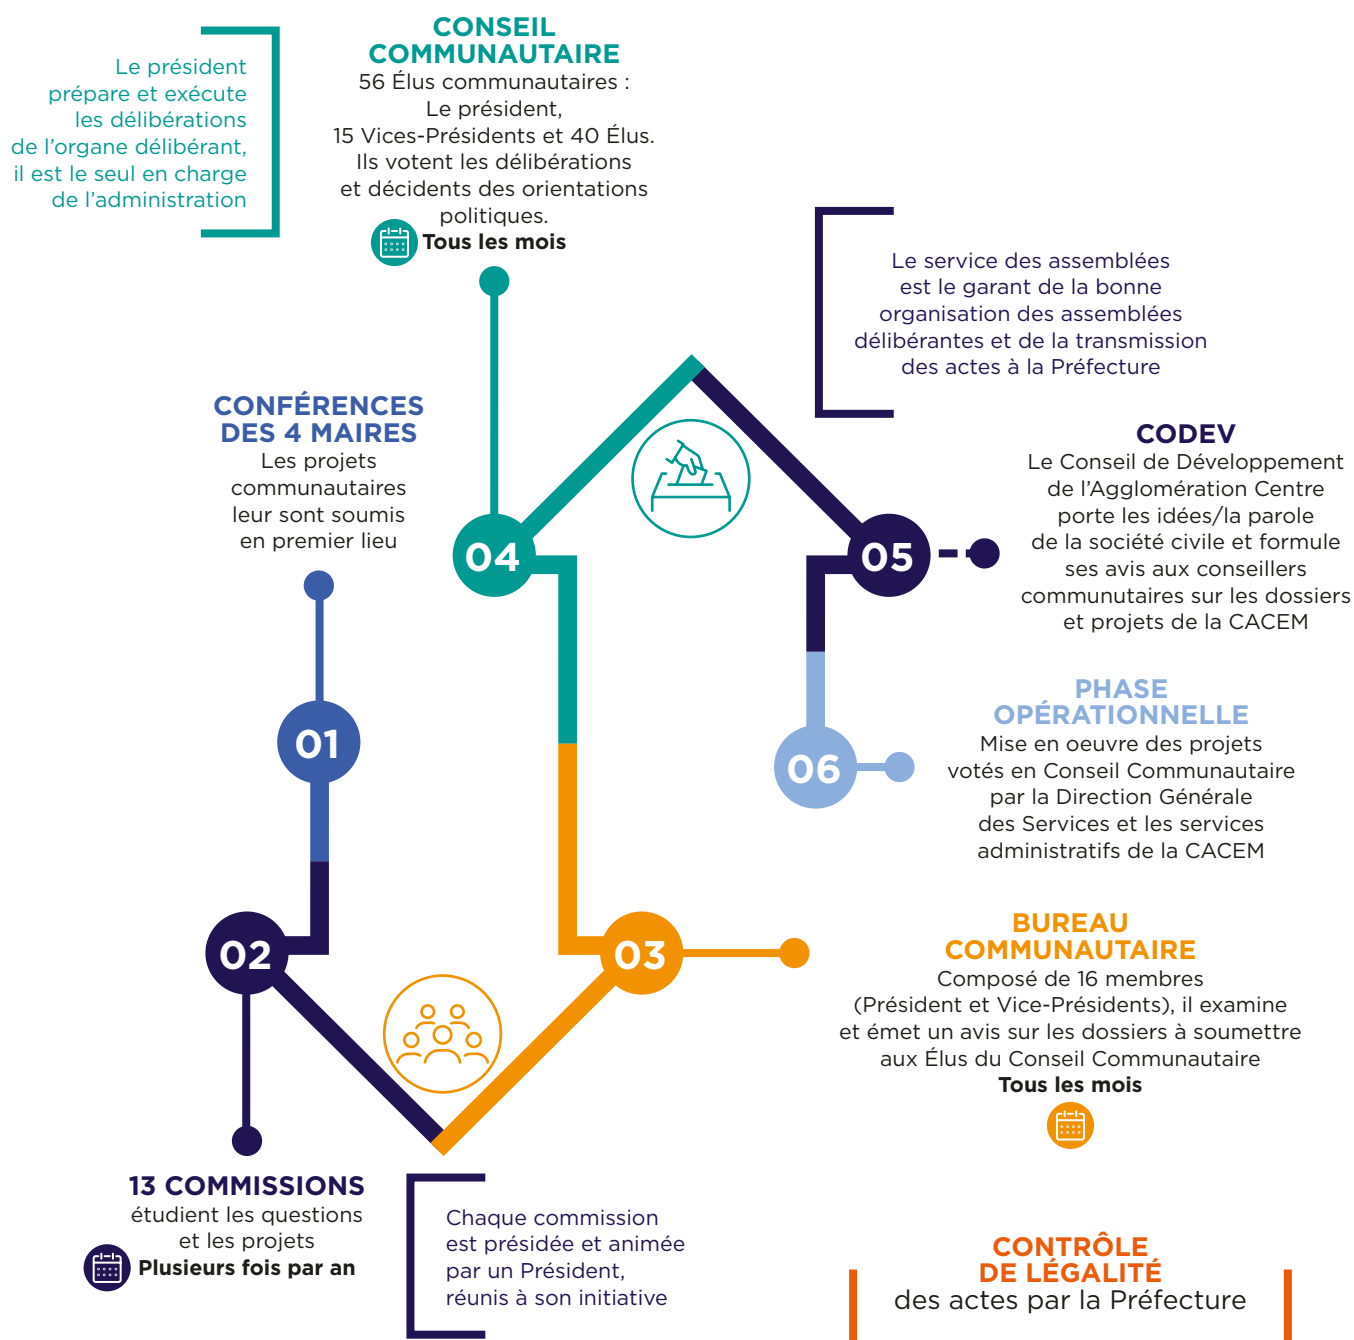 Le président
prépare et exécute
les délibérations
de l'organe délibérant,
il est le seul en charge
de l'administration
CONSEIL
COMMUNAUTAIRE
56 Élus communautaires :
Le président,
15 Vices-Présidents et 40 Élus.
Ils votent les délibérations
et décidents des orientations
politiques.
Tous les mois
Le service des assemblées
est le garant de la bonne
organisation des assemblées
délibérantes et de la transmission
des actes à la Préfecture
CONFÉRENCES
DES 4 MAIRES
Les projets
communautaires
leur sont soumis
en premier lieu
CODEV
Le Conseil de Développement
de l'Agglomération Centre
porte les idées/la parole
de la société civile et formule
ses avis aux conseillers
communutaires sur les dossiers
et projets de la CACEM
04
05
01
06
PHASE
OPÉRATIONNELLE
Mise en oeuvre des projets
votés en Conseil Communautaire
par la Direction Générale
des Services et les services
administratifs de la CACEM
02
03
BUREAU
COMMUNAUTAIRE
Composé de 16 membres
(Président et Vice-Présidents), il examine
et émet un avis sur les dossiers à soumettre
aux Élus du Conseil Communautaire
Tous les mois
13 COMMISSIONS
étudient les questions
et les projets
Plusieurs fois par an
Chaque commission
est présidée et animée
par un Président,
réunis à son initiative
CONTRÔLE
DE LÉGALITÉ
des actes par la Préfecture